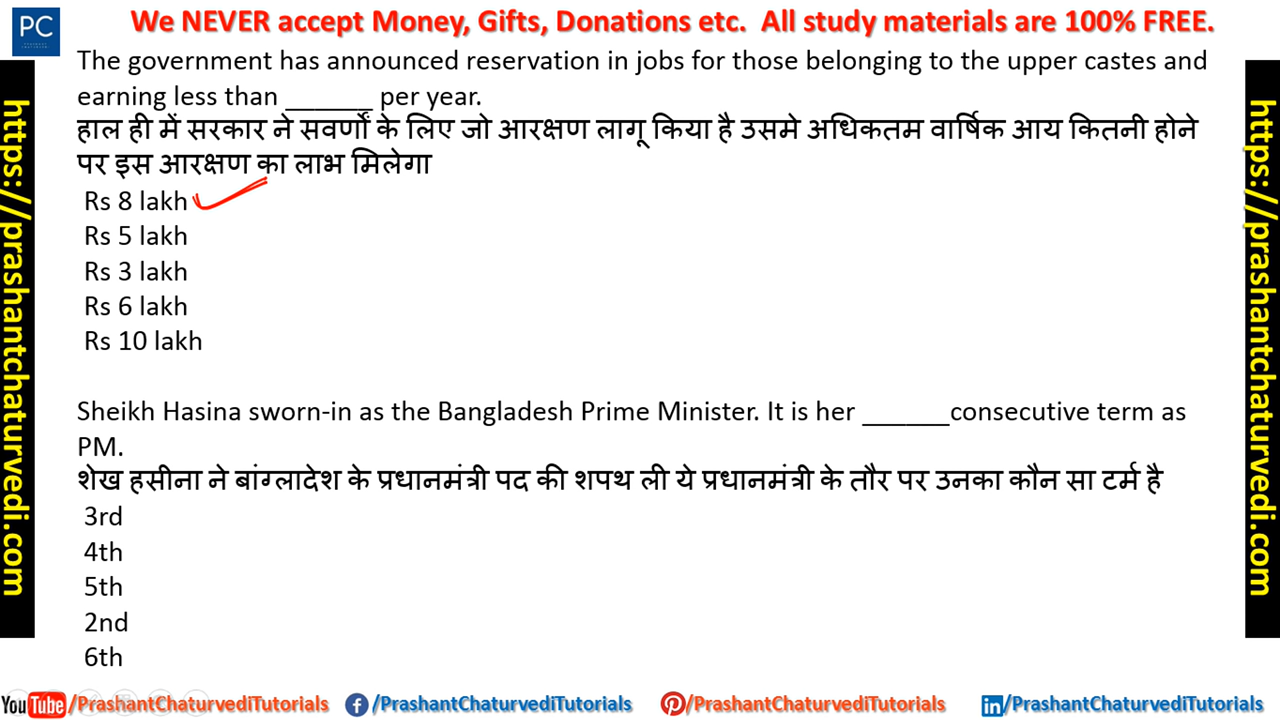 PC
We NEVER accept Money, Gifts, Donations etc. All study materials are 100% FREE.
The government has announced reservation in jobs for those belonging to the upper castes and
earning less than ______ per year.
हाल ही में सरकार ने सवर्णों के लिए जो आरक्षण लागू किया है उसमे अधिकतम वार्षिक आय कितनी होने
पर इस आरक्षण का लाभ मिलेगा
Rs 8 lakh
Rs 5 lakh
Rs 3 lakh
Rs 6 lakh
Rs 10 lakh
Sheikh Hasina sworn-in as the Bangladesh Prime Minister. It is her ______consecutive term as
PM.
शेख हसीना ने बांग्लादेश के प्रधानमंत्री पद की शपथ ली ये प्रधानमंत्री के तौर पर उनका कौन सा टर्म है
3rd
4th
5th
2nd
6th
https://prashantchaturvedi.com
https://prashantchaturvedi.com
YouTube/PrashantChaturvediTutorials
f/PrashantChaturvediTutorials
/PrashantChaturvediTutorials
in/PrashantChaturvediTutorials